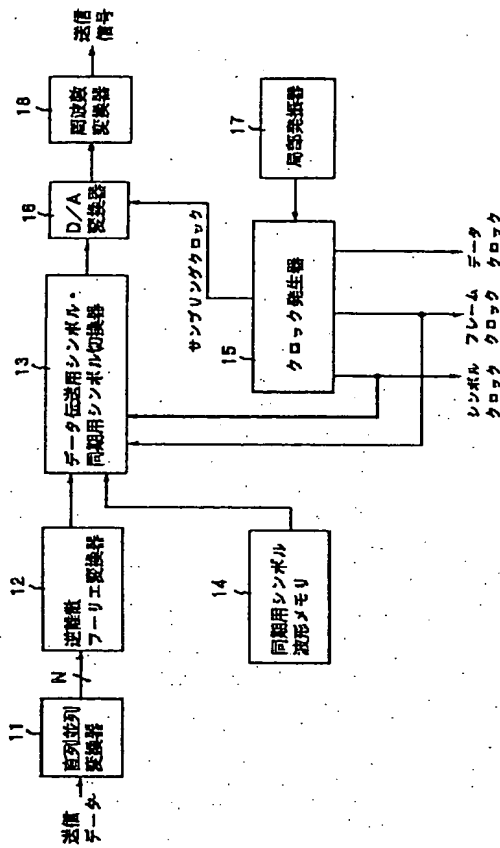 送信
データ
11
直列並列
変換器
N
12
逆離散
フーリエ変換器
13
データ伝送用シンボル・
同期用シンボル切換器
16
D/A
変換器
18
周波数
変換器
送信
信号
14
同期用シンボル
波形メモリ
サンプリングクロック
15
クロック発生器
17
局部発振器
シンボル
クロック
フレーム
クロック
データ
クロック